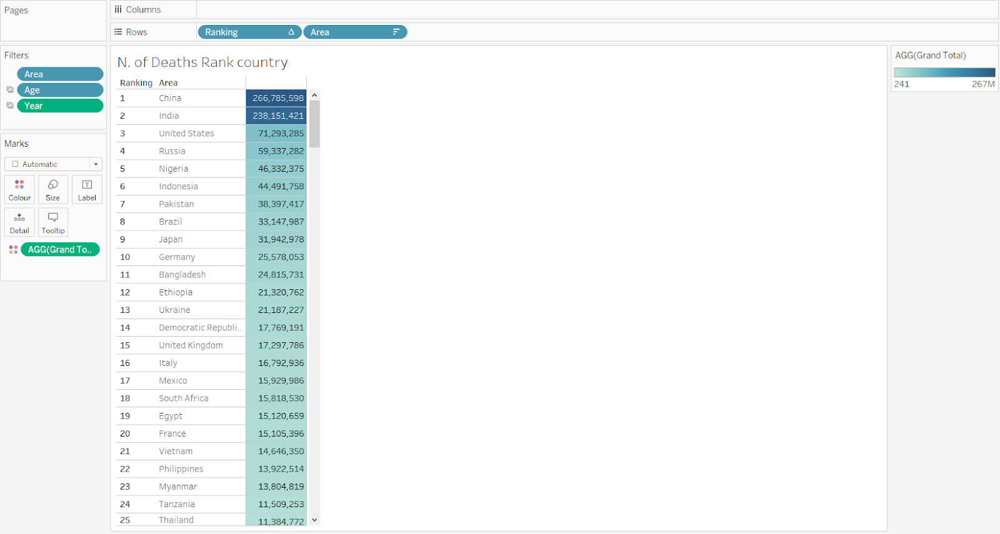 Pages
Columns
Rows
Ranking
Area
Filters
Area
Age
Year
Marks
Automatic
Colour Size Label
Detail Tooltip
AGG(Grand To..
N. of Deaths Rank country
Ranking Area
1 China 266,785,598
2 India 238,151,421
3 United States 71,293,285
4 Russia 59,337,282
5 Nigeria 46,332,375
6 Indonesia 44,491,758
7 Pakistan 38,397,417
8 Brazil 33,147,987
9 Japan 31,942,978
10 Germany 25,578,053
11 Bangladesh 24,815,731
12 Ethiopia 21,320,762
13 Ukraine 21,187,227
14 Democratic Republi.. 17,769,191
15 United Kingdom 17,297,786
16 Italy 16,792,936
17 Mexico 15,929,986
18 South Africa 15,818,530
19 Egypt 15,120,659
20 France 15,105,396
21 Vietnam 14,646,350
22 Philippines 13,922,514
23 Myanmar 13,804,819
24 Tanzania 11,509,253
25 Thailand 11,384,772
AGG(Grand Total)
241 267M